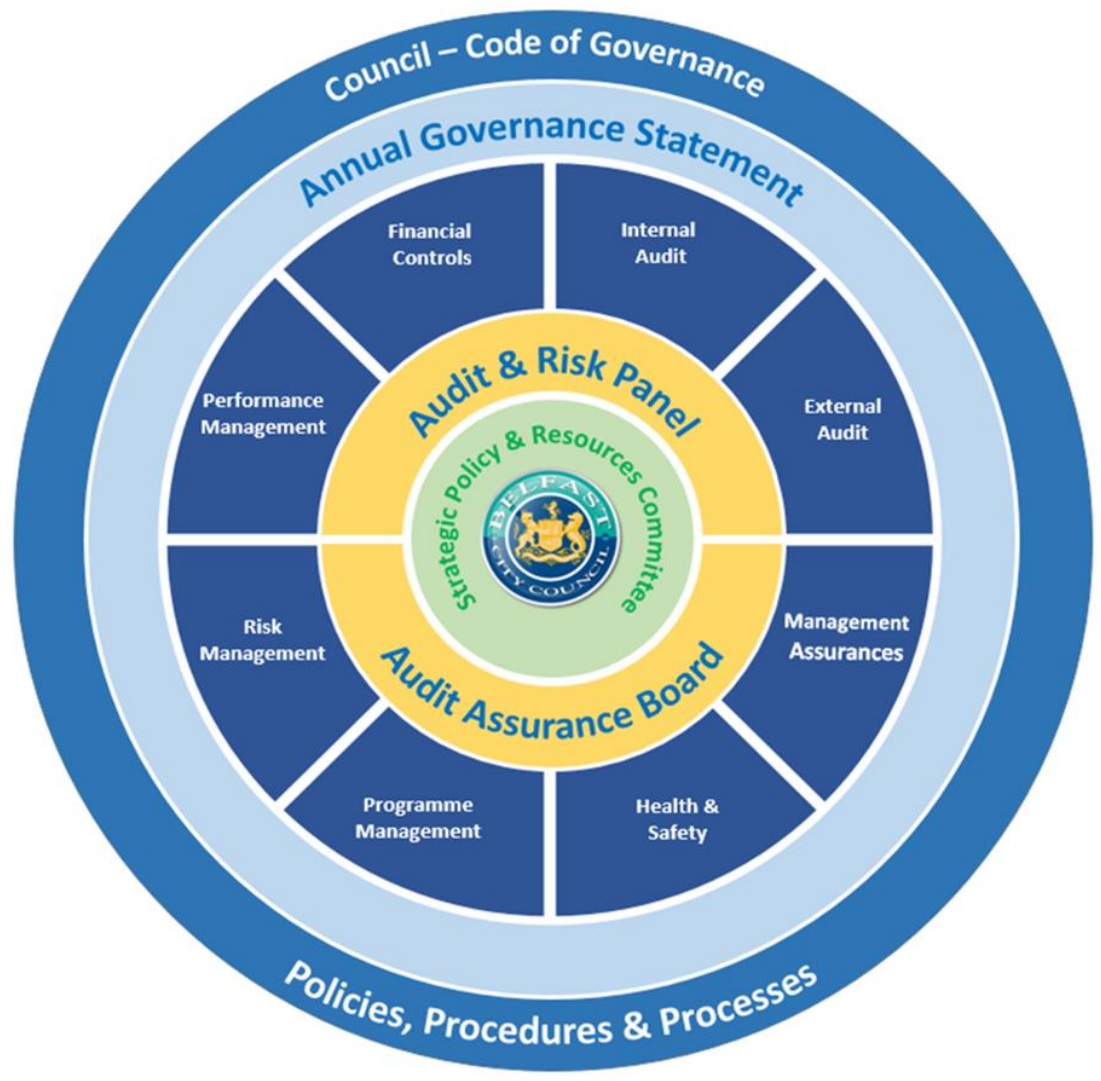 Council – Code of Governance
Annual Governance Statement
Financial
Controls
Internal
Audit
Performance
Management
External
Audit
Audit & Risk Panel
Strategic Policy & Resources Committee
BELFAST
CITY COUNCIL
Risk
Management
Management
Assurances
Audit Assurance Board
Programme
Management
Health &
Safety
Policies, Procedures & Processes